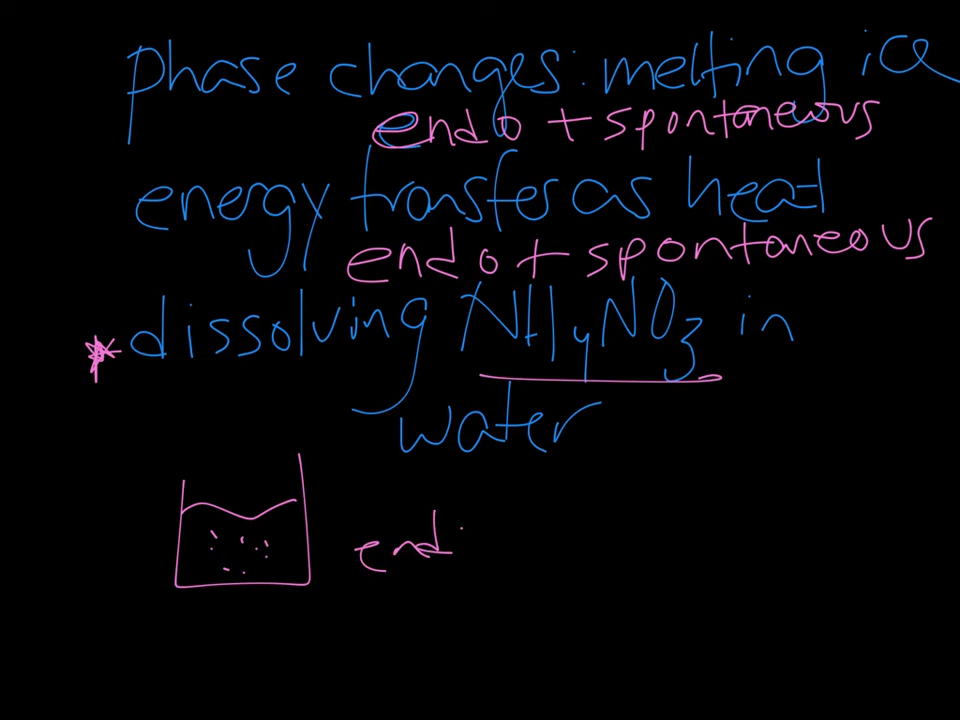 phase changes: melting ice
endo + spontaneous
energy transfer as heat
endo + spontaneous
* dissolving NH4NO3 in
water
end